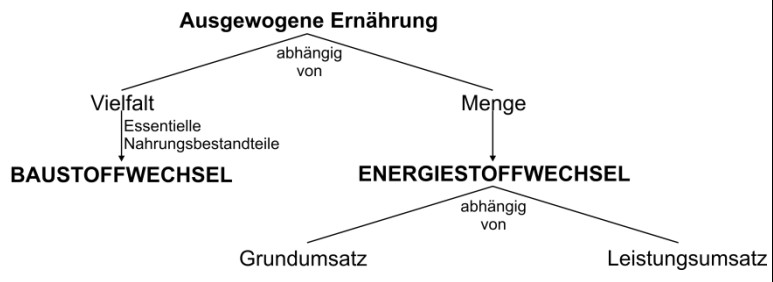 Ausgewogene Ernährung
abhängig
von
Vielfalt
Menge
Essentielle
Nahrungsbestandteile
BAUSTOFFWECHSEL
ENERGIESTOFFWECHSEL
abhängig
von
Grundumsatz
Leistungsumsatz